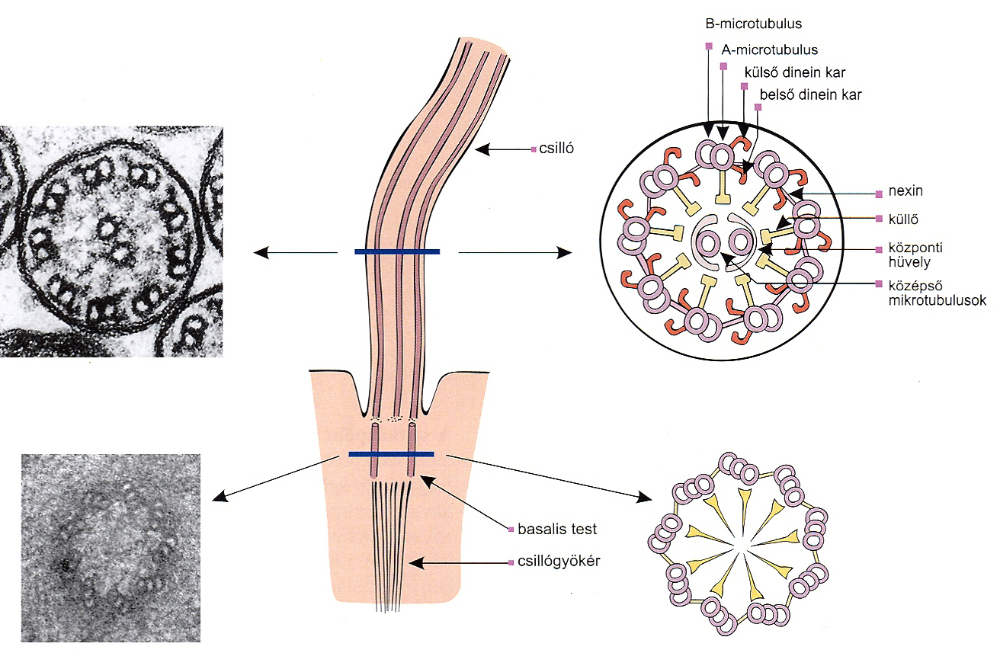 B-microtubulus
A-microtubulus
külső dinein kar
belső dinein kar
csilló
nexin
küllő
központi
hüvely
középső
mikrotubulusok
basalis test
csillógyökér